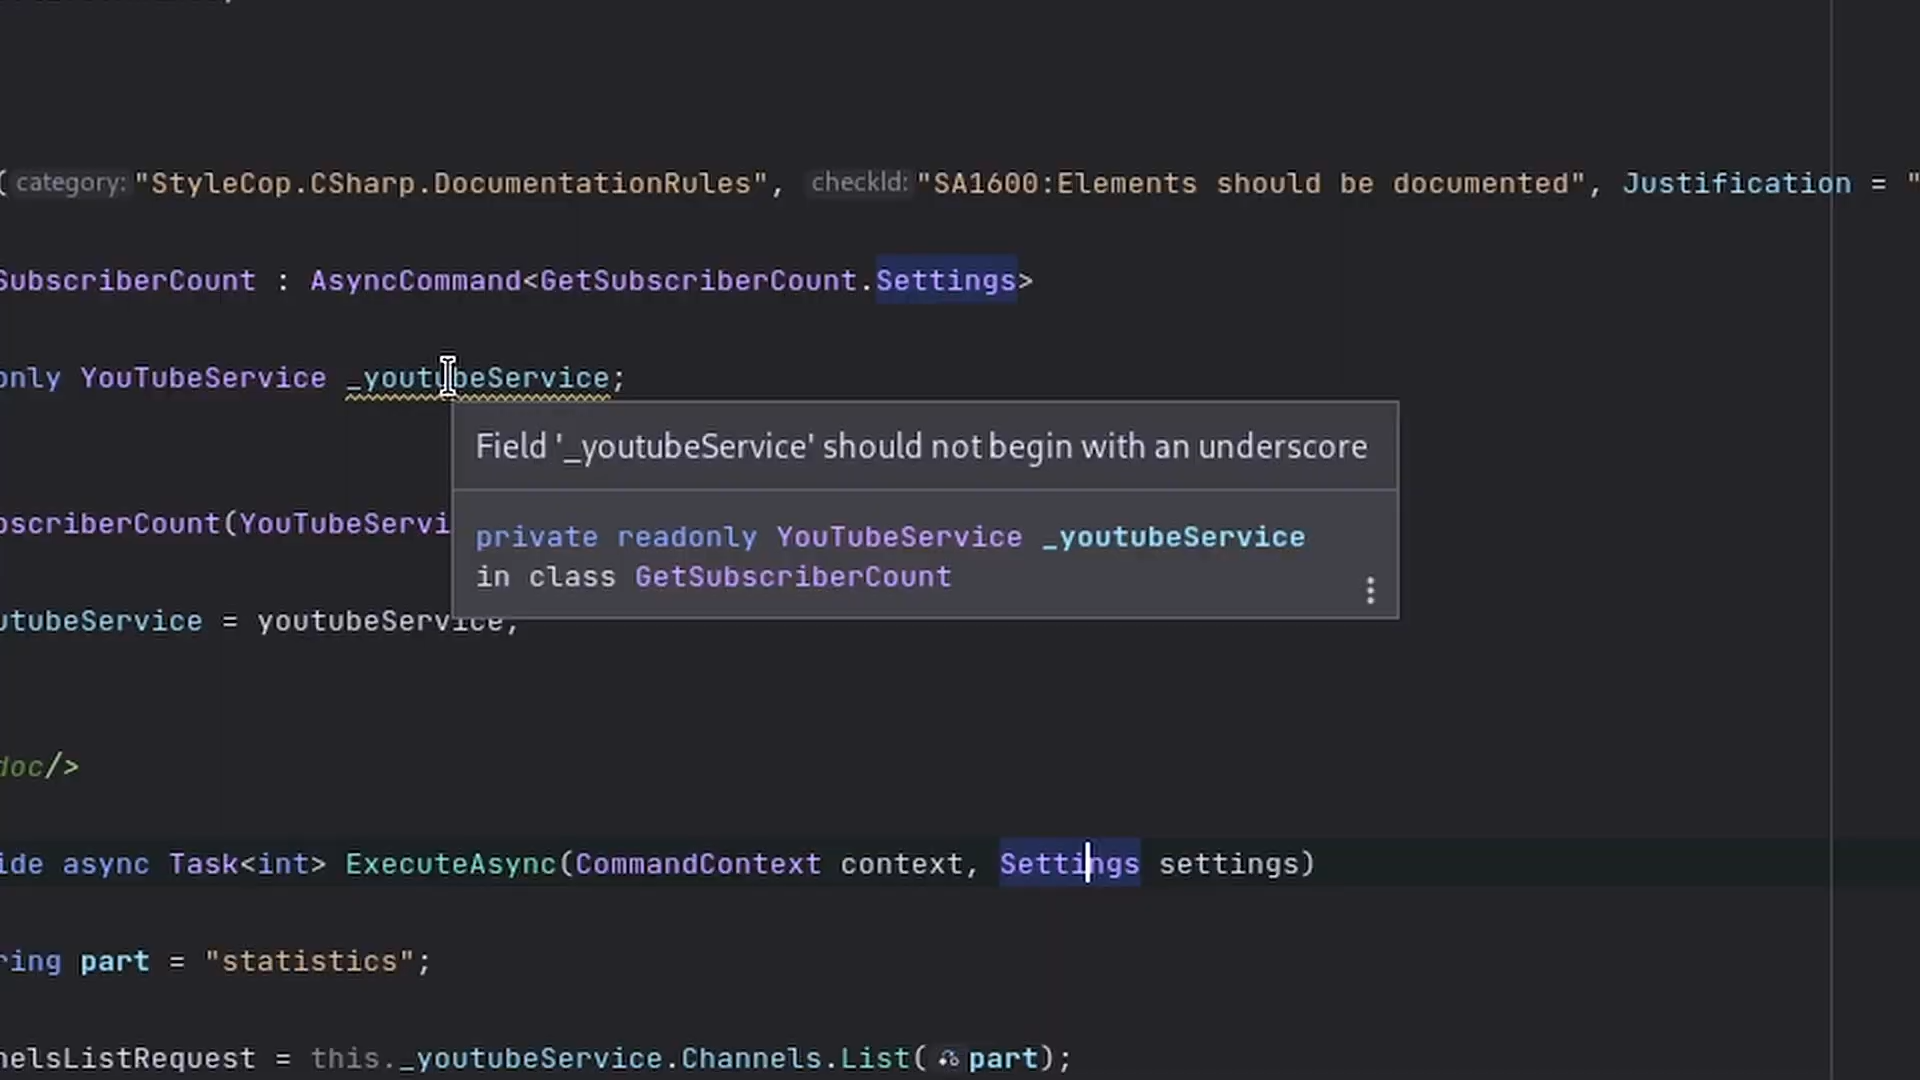 (category: "StyleCop.CSharp.DocumentationRules", checkId: "SA1600:Elements should be documented", Justification = "
SubscriberCount : AsyncCommand<GetSubscriberCount.Settings>
only YouTubeService _youtubeService;
Field '_youtubeService' should not begin with an underscore
bscriberCount(YouTubeServi
private readonly YouTubeService _youtubeService
in class GetSubscriberCount
utubeService = youtubeService;
doc/>
ide async Task<int> ExecuteAsync(CommandContext context, Settings settings)
ring part = "statistics";
nelsListRequest = this._youtubeService.Channels.List(part);